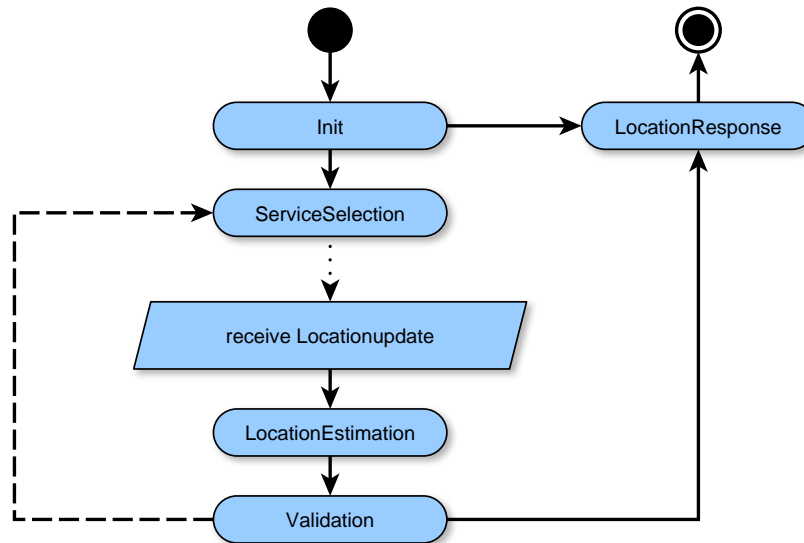 Init
LocationResponse
ServiceSelection
receive Locationupdate
LocationEstimation
Validation